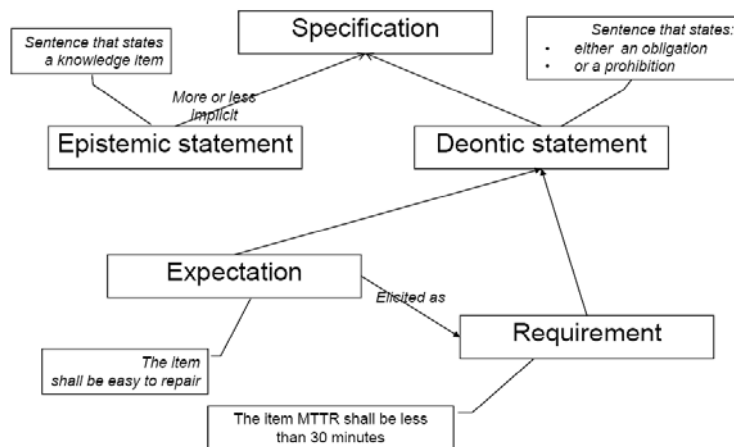 Specification
Sentence that states
a knowledge item
Sentence that states:
• either an obligation
• or a prohibition
More or less
implicit
Epistemic statement
Deontic statement
Expectation
Elicited as
Requirement
The item
shall be easy to repair
The item MTTR shall be less
than 30 minutes